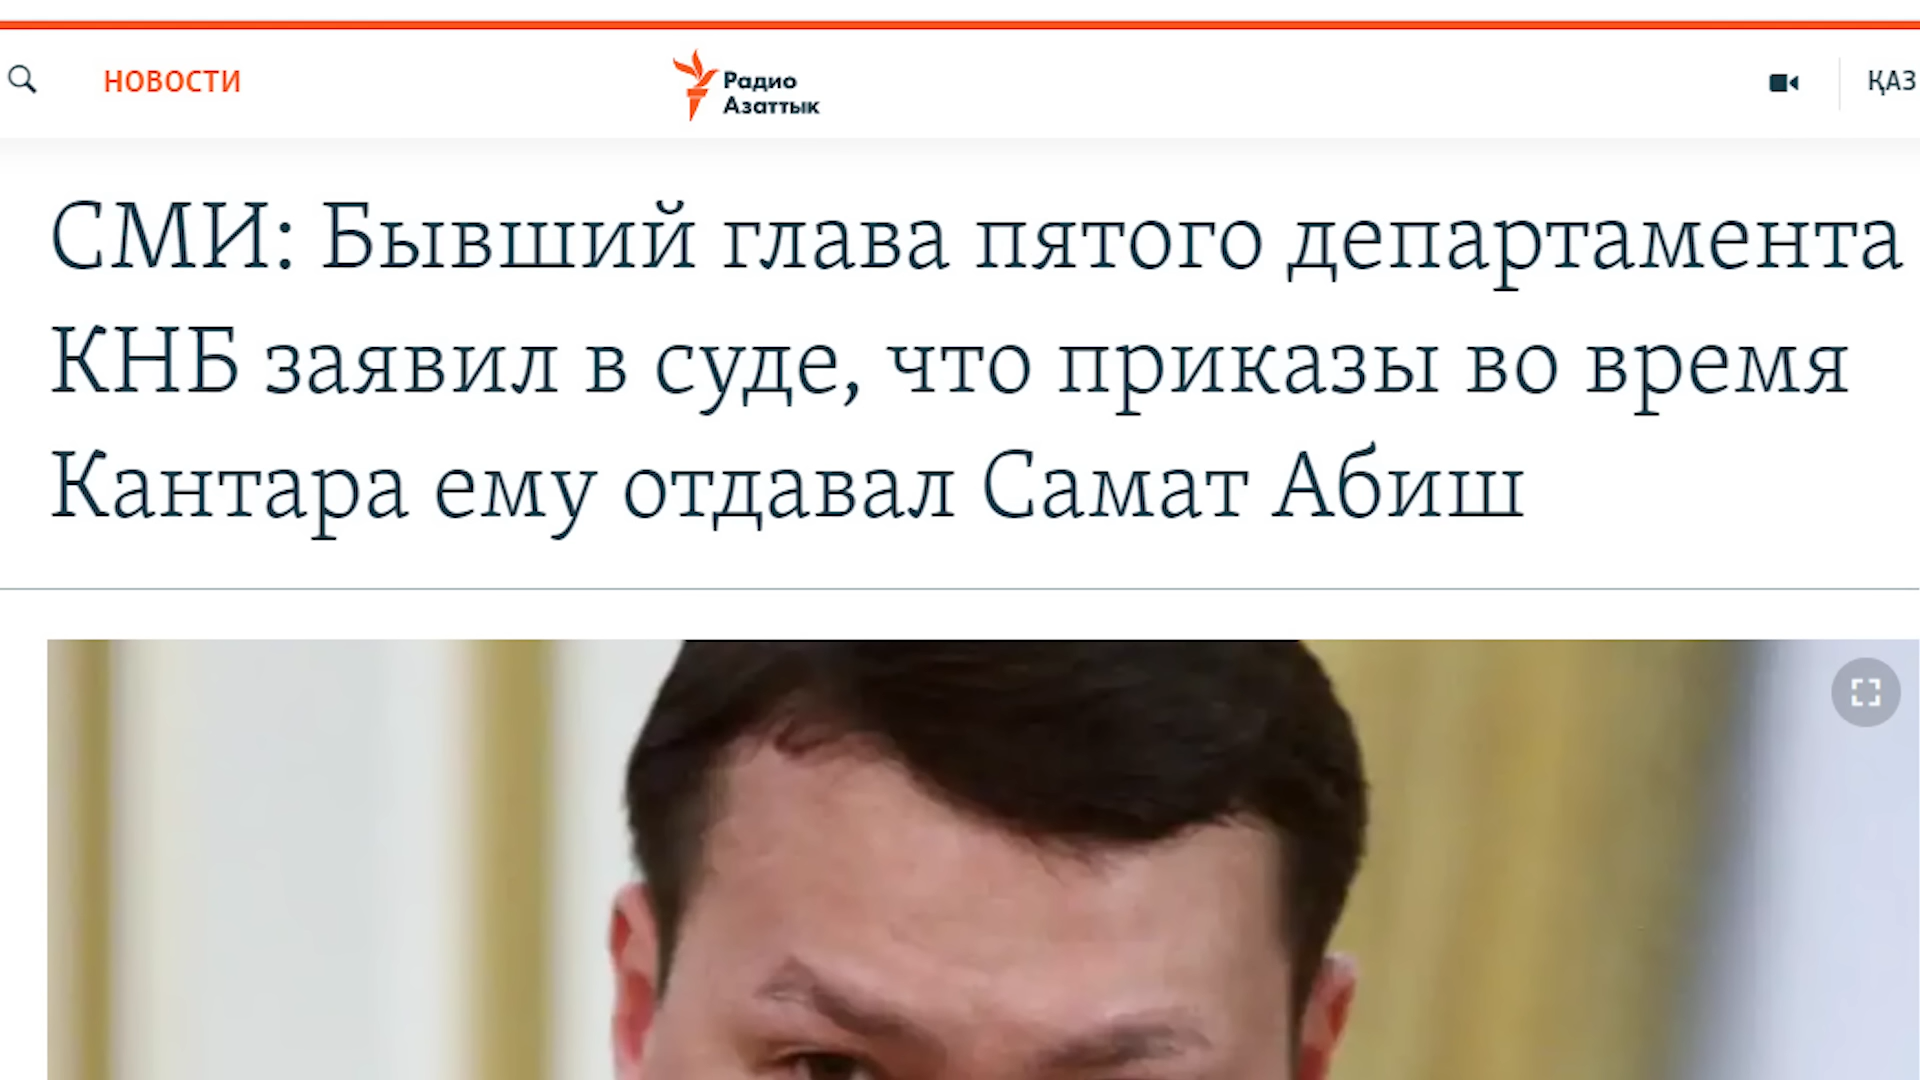 НОВОСТИ
Радио
Азаттык
ҚАЗ
СМИ: Бывший глава пятого департамента
КНБ заявил в суде, что приказы во время
Кантара ему отдавал Самат Абиш